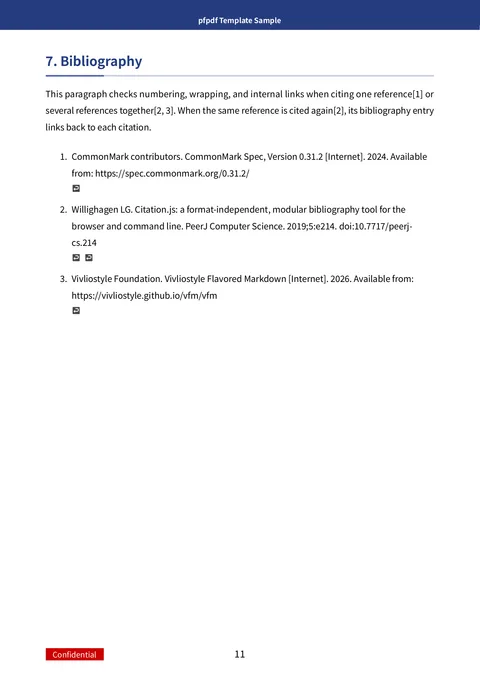 pfpdf Template Sample
7. Bibliography
This paragraph checks numbering, wrapping, and internal links when citing one reference[1] or
several references together[2, 3]. When the same reference is cited again[2], its bibliography entry
links back to each citation.
1. CommonMark contributors. CommonMark Spec, Version 0.31.2 [Internet]. 2024. Available
from: https://spec.commonmark.org/0.31.2/
↩
2. Willighagen LG. Citation.js: a format-independent, modular bibliography tool for the
browser and command line. PeerJ Computer Science. 2019;5:e214. doi:10.7717/peerj-
cs.214
↩ ↩
3. Vivliostyle Foundation. Vivliostyle Flavored Markdown [Internet]. 2026. Available from:
https://vivliostyle.github.io/vfm/vfm
↩
Confidential
11